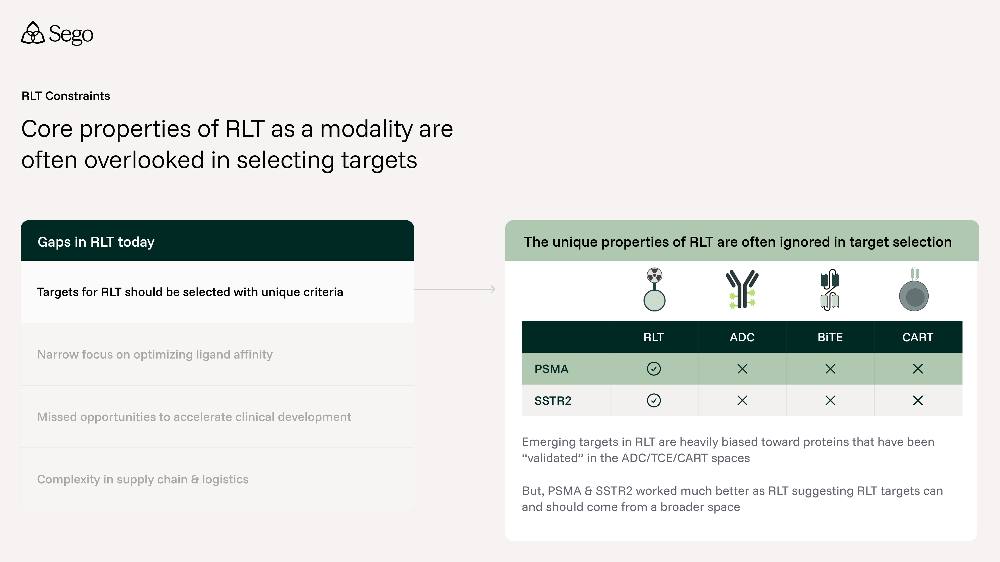 Sego
RLT Constraints
Core properties of RLT as a modality are
often overlooked in selecting targets
Gaps in RLT today
Targets for RLT should be selected with unique criteria
Narrow focus on optimizing ligand affinity
Missed opportunities to accelerate clinical development
Complexity in supply chain & logistics
The unique properties of RLT are often ignored in target selection
RLT ADC BiTE CART
PSMA
SSTR2
Emerging targets in RLT are heavily biased toward proteins that have been
“validated” in the ADC/TCE/CART spaces
But, PSMA & SSTR2 worked much better as RLT suggesting RLT targets can
and should come from a broader space